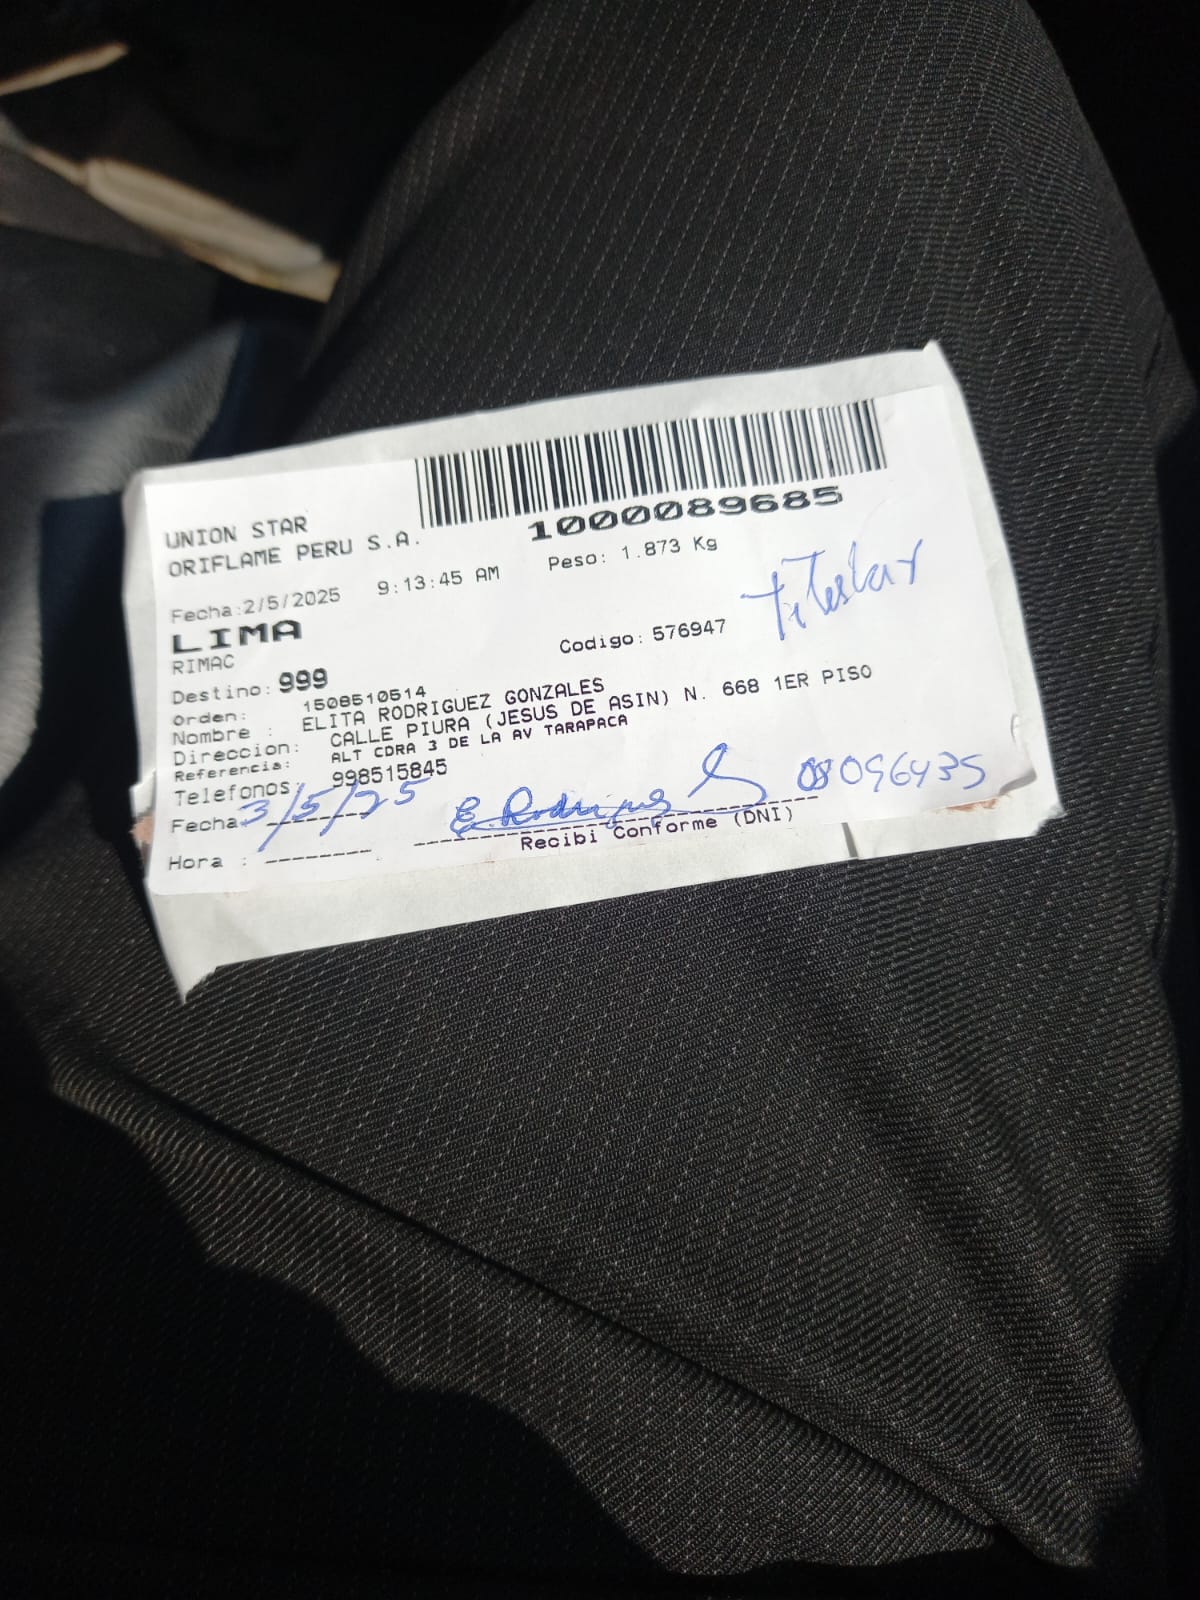 UNION STAR
ORIFLAME PERU S.A.
1000089685
Fecha:2/5/2025 9:13:45 AM Peso: 1.873 Kg
LIMA
RIMAC
Codigo: 576947
Destino: 999
Orden: 1508510514
Nombre : ELITA RODRIGUEZ GONZALES
Direccion: CALLE PIURA (JESUS DE ASIN) N. 668 1ER PISO
Referencia: ALT CDRA 3 DE LA AV TARAPACA
Telefonos: 998515845
Fecha: 3/5/25 E. Rodriguez 08096435
Recibi Conforme (DNI)
Hora :